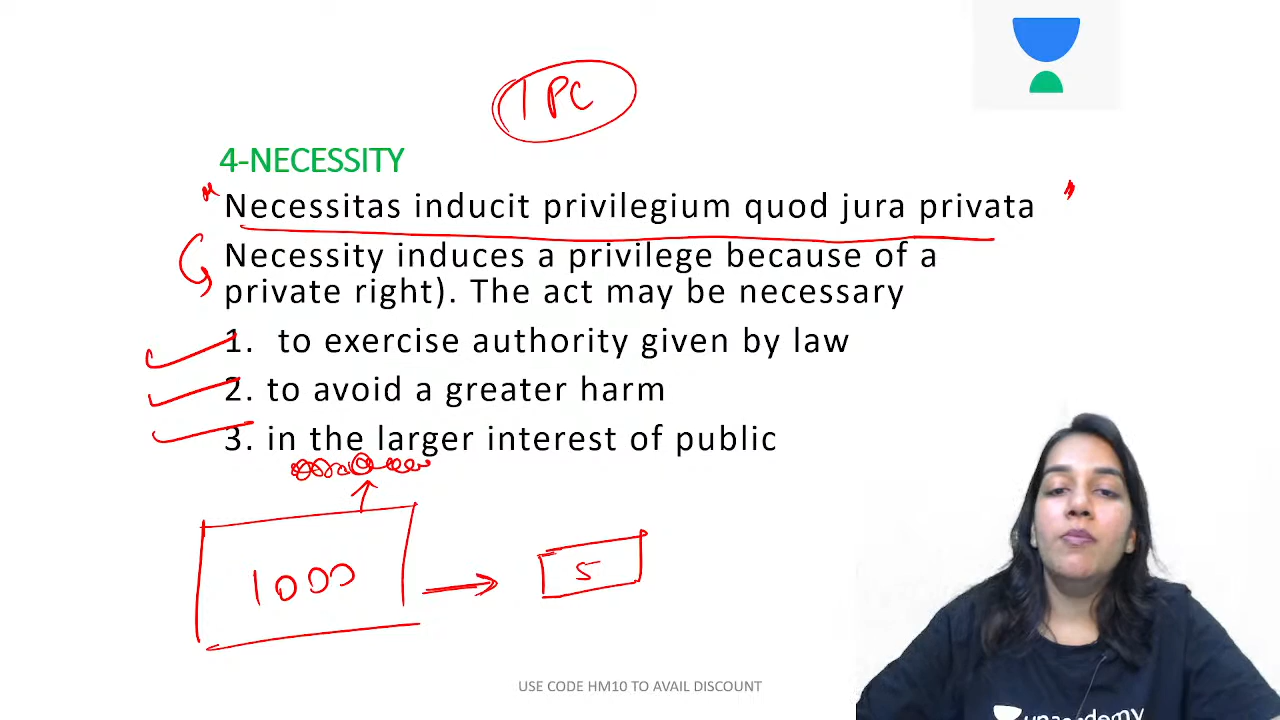 IPC
4-NECESSITY
" Necessitas inducit privilegium quod jura privata "
Necessity induces a privilege because of a
private right). The act may be necessary
1. to exercise authority given by law
2. to avoid a greater harm
3. in the larger interest of public
1000
5
USE CODE HM10 TO AVAIL DISCOUNT
unacademy